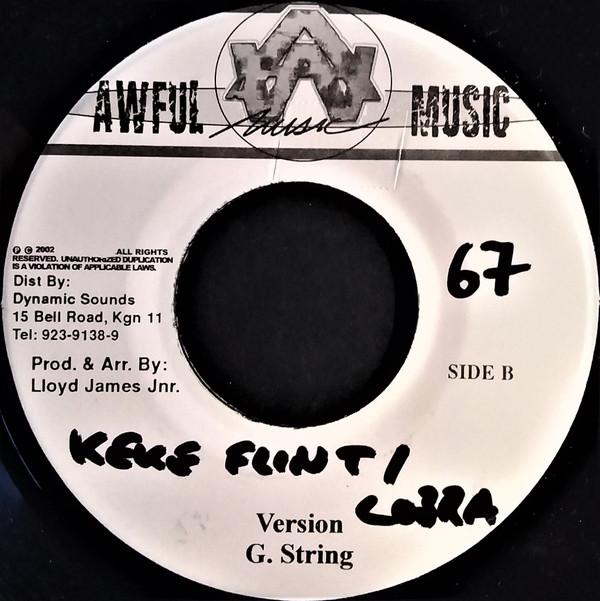 AWFUL MUSIC
Music
℗ © 2002 ALL RIGHTS
RESERVED. UNAUTHORIZED DUPLICATION
IS A VIOLATION OF APPLICABLE LAWS.
Dist By:
Dynamic Sounds
15 Bell Road, Kgn 11
Tel: 923-9138-9
Prod. & Arr. By:
Lloyd James Jnr.
67
SIDE B
KEKE FLINT/
COBRA
Version
G. String